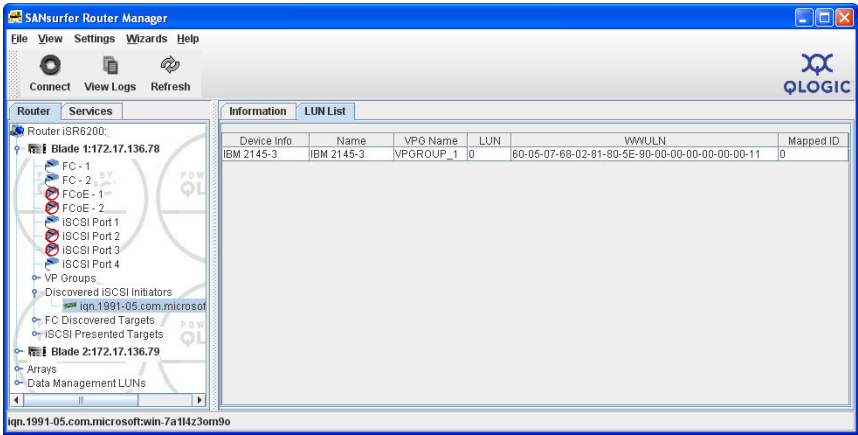 SANsurfer Router Manager
File View Settings Wizards Help
Connect View Logs Refresh
QLOGIC
Router Services
Information LUN List
Router iSR6200:
Blade 1:172.17.136.78
FC - 1
FC - 2
FCoE - 1
FCoE - 2
iSCSI Port 1
iSCSI Port 2
iSCSI Port 3
iSCSI Port 4
VP Groups
Discovered iSCSI Initiators
iqn.1991-05.com.microsof
FC Discovered Targets
iSCSI Presented Targets
Blade 2:172.17.136.79
Arrays
Data Management LUNs
Device Info Name VPG Name LUN WWULN Mapped ID
IBM 2145-3 IBM 2145-3 VPGROUP_1 0 60-05-07-68-02-81-80-5E-90-00-00-00-00-00-00-11 0
iqn.1991-05.com.microsoft:win-7a1l4z3om9o